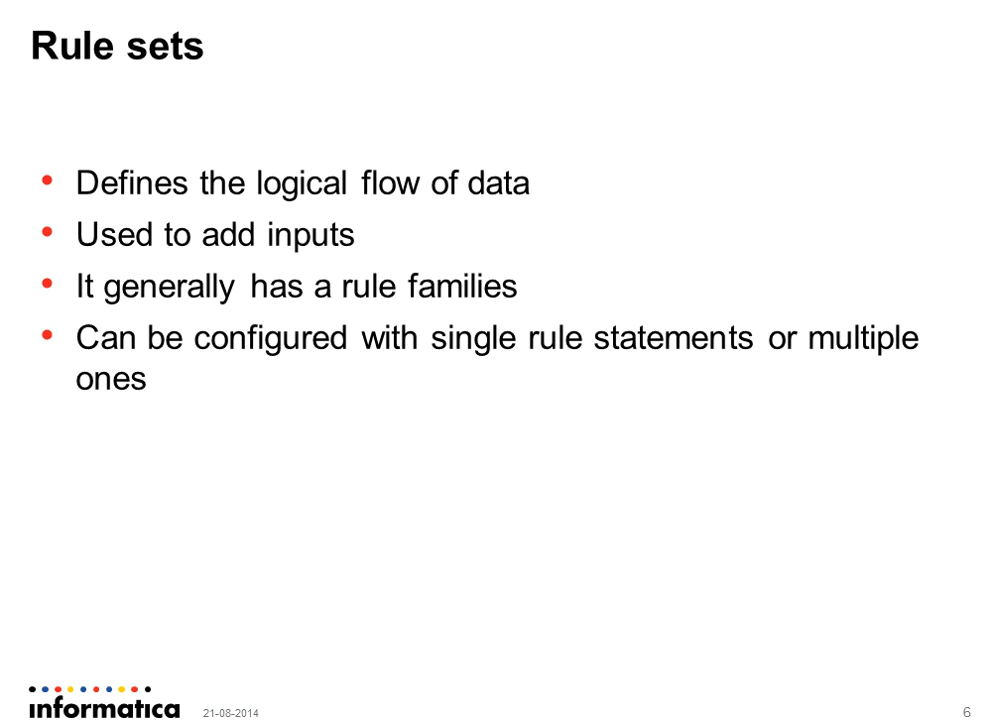 Rule sets
• Defines the logical flow of data
• Used to add inputs
• It generally has a rule families
• Can be configured with single rule statements or multiple
ones
informatica
21-08-2014
6